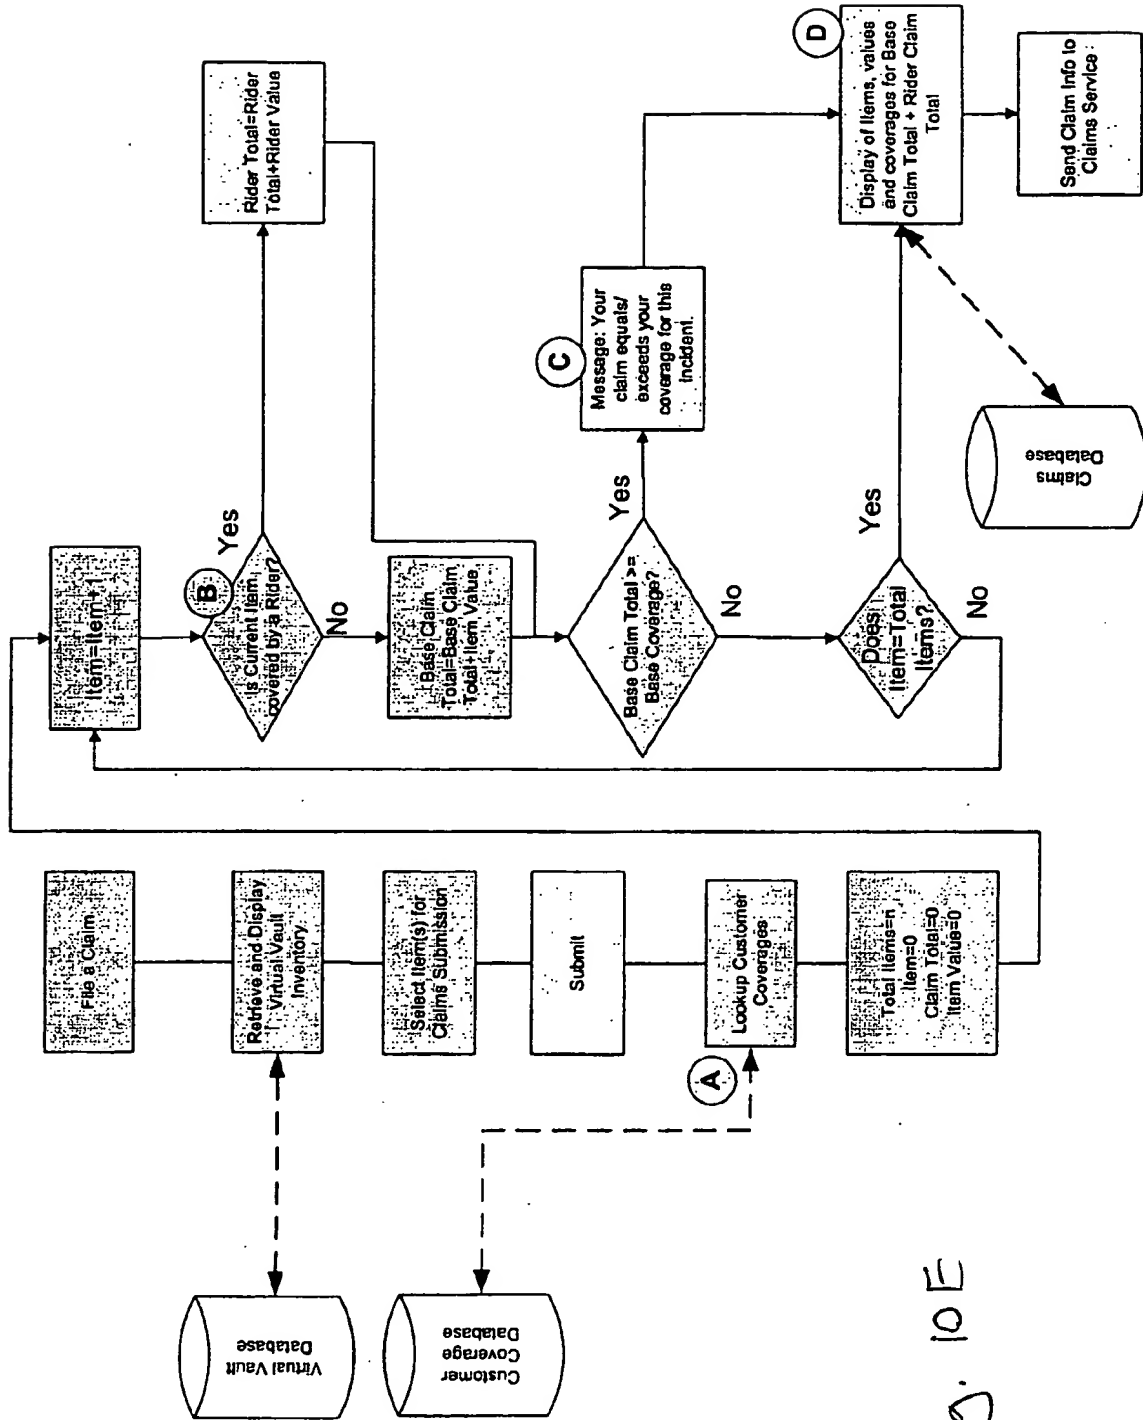 File a Claim
Retrieve and Display
Virtual Vault
Inventory
Virtual Vault
Database
Select Item(s) for
Claims Submission
Submit
A
Lookup Customer
Coverages
Customer
Coverage
Database
Total Items=n
Item=0
Claim Total=0
Item Value=0
Item=Item+1
B
Is Current Item
covered by a Rider?
Yes
No
Rider Total=Rider
Total+Rider Value
Base Claim
Total=Base Claim
Total+Item Value
Base Claim Total >=
Base Coverage?
Yes
No
C
Message: Your
claim equals/
exceeds your
coverage for this
incident.
Does
Item=Total
Items?
Yes
No
D
Display of Items, values
and coverages for Base
Claim Total + Rider Claim
Total
Claims
Database
Send Claim Info to
Claims Service :
10E